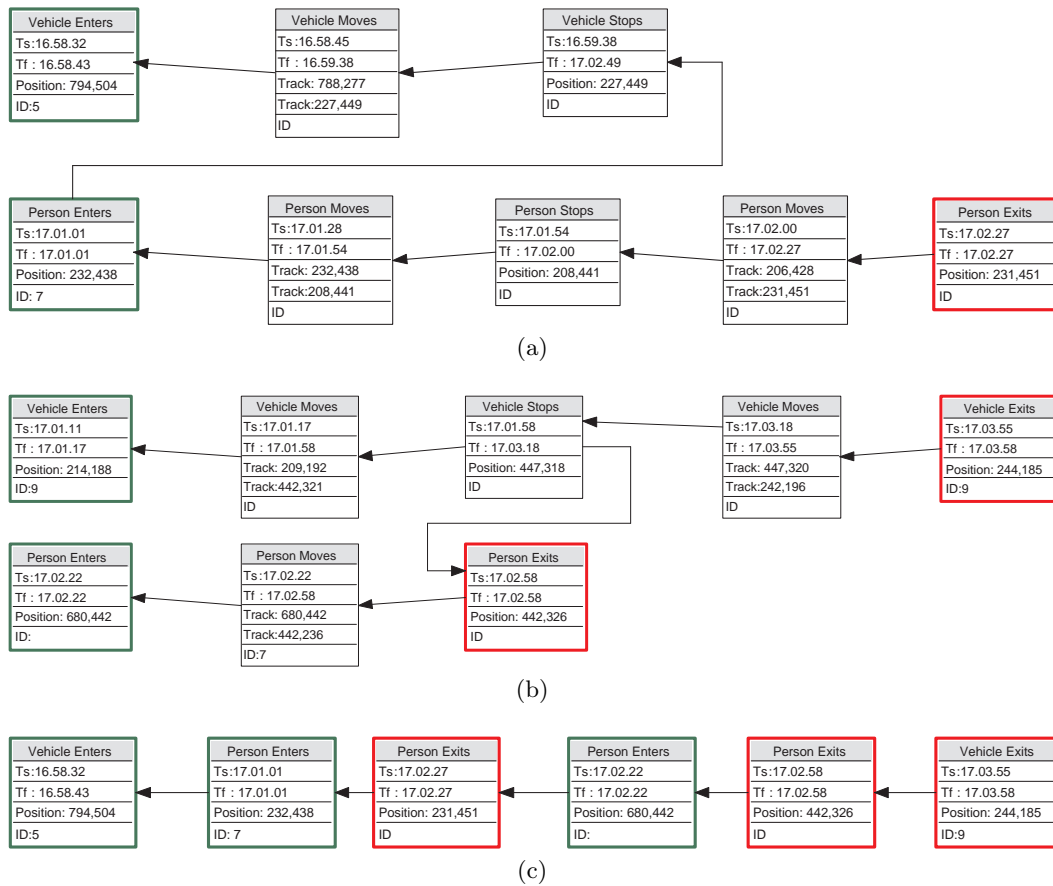 Vehicle Enters
Ts:16.58.32
Tf : 16.58.43
Position: 794,504
ID:5
Vehicle Moves
Ts:16.58.45
Tf : 16.59.38
Track: 788,277
Track:227,449
ID
Vehicle Stops
Ts:16.59.38
Tf : 17.02.49
Position: 227,449
ID
Person Enters
Ts:17.01.01
Tf : 17.01.01
Position: 232,438
ID: 7
Person Moves
Ts:17.01.28
Tf : 17.01.54
Track: 232,438
Track:208,441
ID
Person Stops
Ts:17.01.54
Tf : 17.02.00
Position: 208,441
ID
Person Moves
Ts:17.02.00
Tf : 17.02.27
Track: 206,428
Track:231,451
ID
Person Exits
Ts:17.02.27
Tf : 17.02.27
Position: 231,451
ID
(a)
Vehicle Enters
Ts:17.01.11
Tf : 17.01.17
Position: 214,188
ID:9
Vehicle Moves
Ts:17.01.17
Tf : 17.01.58
Track: 209,192
Track:442,321
ID
Vehicle Stops
Ts:17.01.58
Tf : 17.03.18
Position: 447,318
ID
Vehicle Moves
Ts:17.03.18
Tf : 17.03.55
Track: 447,320
Track:242,196
ID
Vehicle Exits
Ts:17.03.55
Tf : 17.03.58
Position: 244,185
ID:9
Person Enters
Ts:17.02.22
Tf : 17.02.22
Position: 680,442
ID:
Person Moves
Ts:17.02.22
Tf : 17.02.58
Track: 680,442
Track:442,236
ID:7
Person Exits
Ts:17.02.58
Tf : 17.02.58
Position: 442,326
ID
(b)
Vehicle Enters
Ts:16.58.32
Tf : 16.58.43
Position: 794,504
ID:5
Person Enters
Ts:17.01.01
Tf : 17.01.01
Position: 232,438
ID: 7
Person Exits
Ts:17.02.27
Tf : 17.02.27
Position: 231,451
ID
Person Enters
Ts:17.02.22
Tf : 17.02.22
Position: 680,442
ID:
Person Exits
Ts:17.02.58
Tf : 17.02.58
Position: 442,326
ID
Vehicle Exits
Ts:17.03.55
Tf : 17.03.58
Position: 244,185
ID:9
(c)